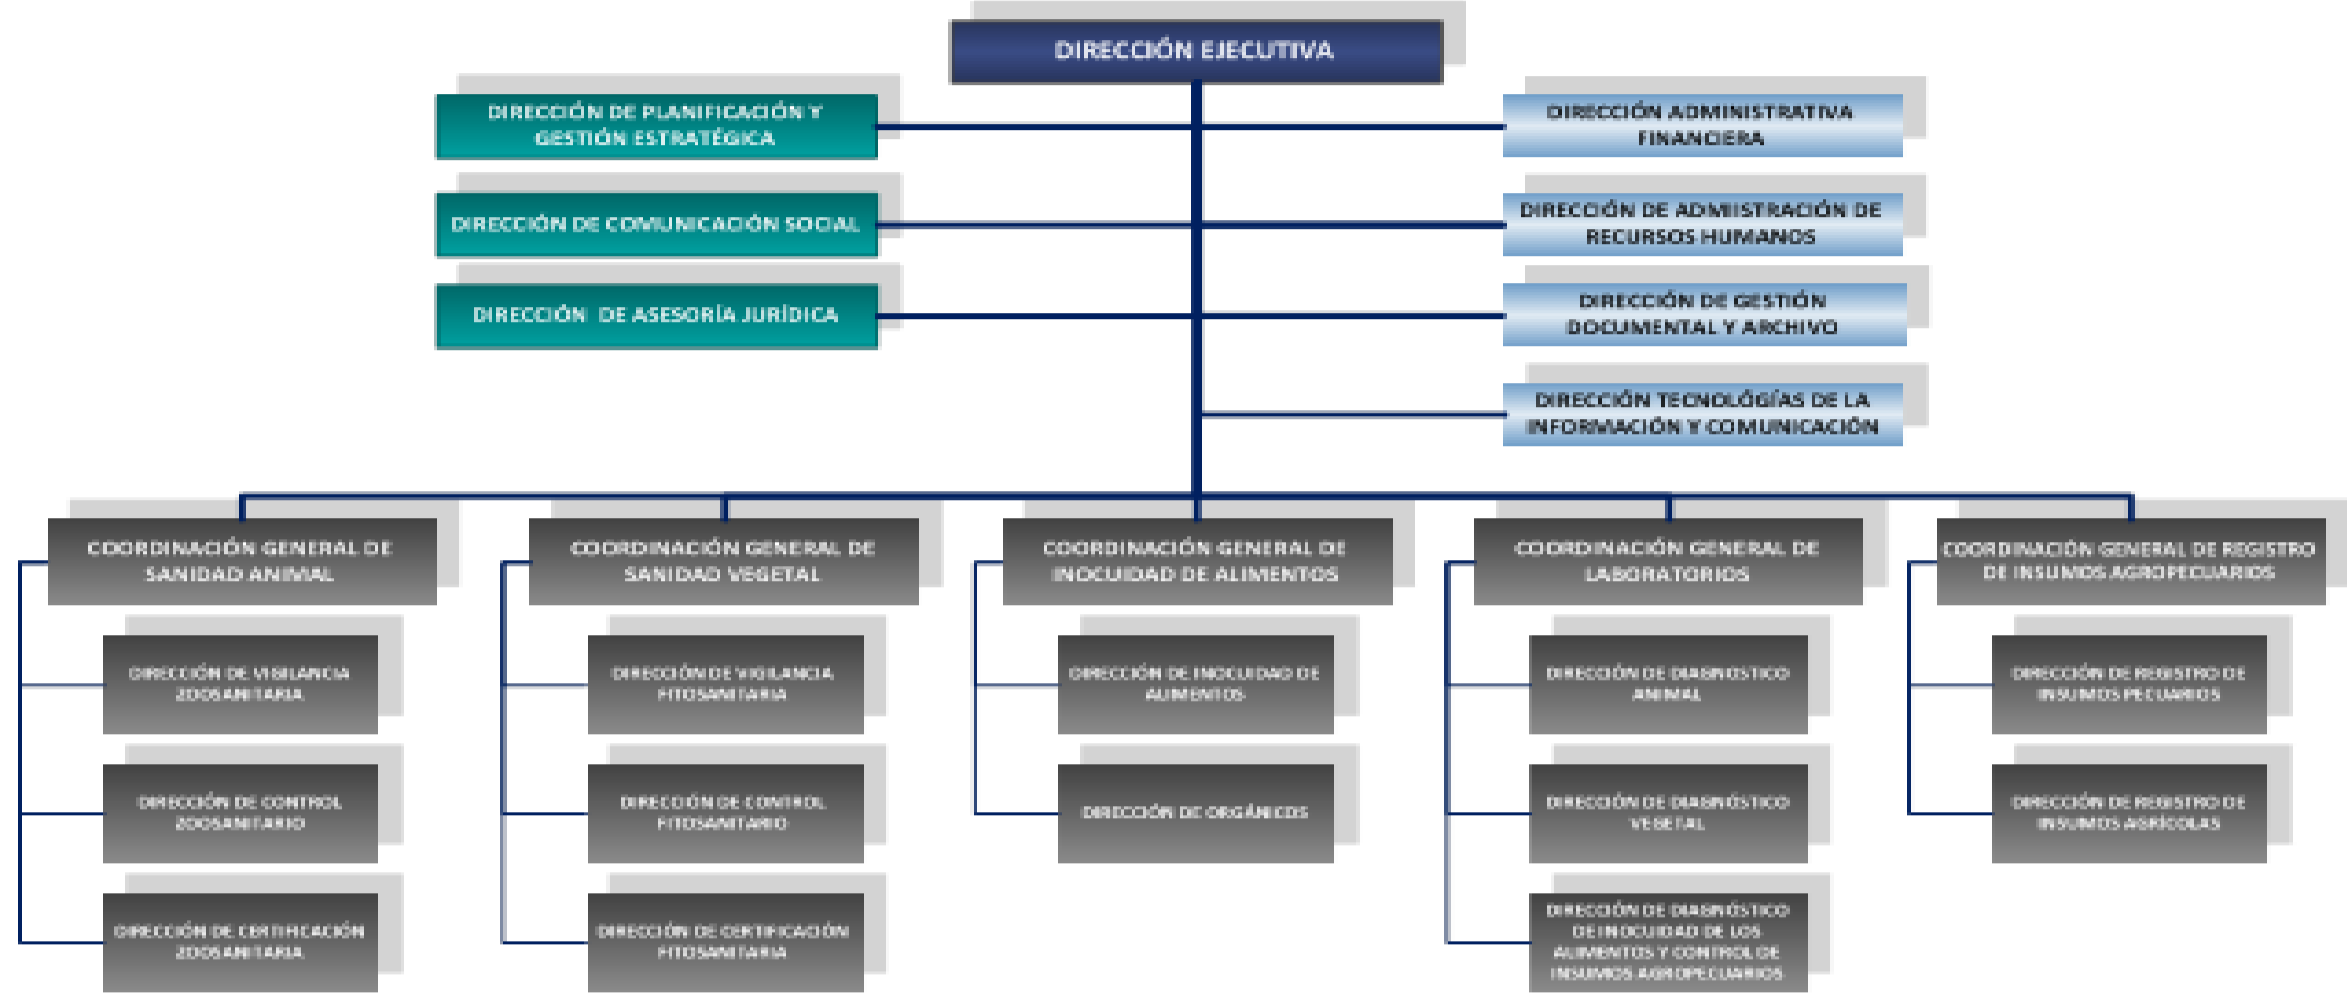 DIRECCIÓN EJECUTIVA
DIRECCIÓN DE PLANIFICACIÓN Y
GESTIÓN ESTRATÉGICA
DIRECCIÓN ADMINISTRATIVA
FINANCIERA
DIRECCIÓN DE COMUNICACIÓN SOCIAL
DIRECCIÓN DE ADMIISTRACIÓN DE
RECURSOS HUMANOS
DIRECCIÓN DE ASESORÍA JURÍDICA
DIRECCIÓN DE GESTIÓN
DOCUMENTAL Y ARCHIVO
DIRECCIÓN TECNOLÓGÍAS DE LA
INFORMACIÓN Y COMUNICACIÓN
COORDINACIÓN GENERAL DE
SANIDAD ANIMAL
DIRECCIÓN DE VIGILANCIA
ZOOSANITARIA
DIRECCIÓN DE CONTROL
ZOOSANITARIO
DIRECCIÓN DE CERTIFICACIÓN
ZOOSANITARIA
COORDINACIÓN GENERAL DE
SANIDAD VEGETAL
DIRECCIÓN DE VIGILANCIA
FITOSANITARIA
DIRECCIÓN DE CONTROL
FITOSANITARIO
DIRECCIÓN DE CERTIFICACIÓN
FITOSANITARIA
COORDINACIÓN GENERAL DE
INOCUIDAD DE ALIMENTOS
DIRECCIÓN DE INOCUIDAD DE
ALIMENTOS
DIRECCIÓN DE ORGÁNICOS
COORDINACIÓN GENERAL DE
LABORATORIOS
DIRECCIÓN DE DIAGNOSTICO
ANIMAL
DIRECCIÓN DE DIAGNÓSTICO
VEGETAL
DIRECCIÓN DE DIAGNÓSTICO
DE INOCUIDAD DE LOS
ALIMENTOS Y CONTROL DE
INSUMOS AGROPECUARIOS
COORDINACIÓN GENERAL DE REGISTRO
DE INSUMOS AGROPECUARIOS
DIRECCIÓN DE REGISTRO DE
INSUMOS PECUARIOS
DIRECCIÓN DE REGISTRO DE
INSUMOS AGRÍCOLAS